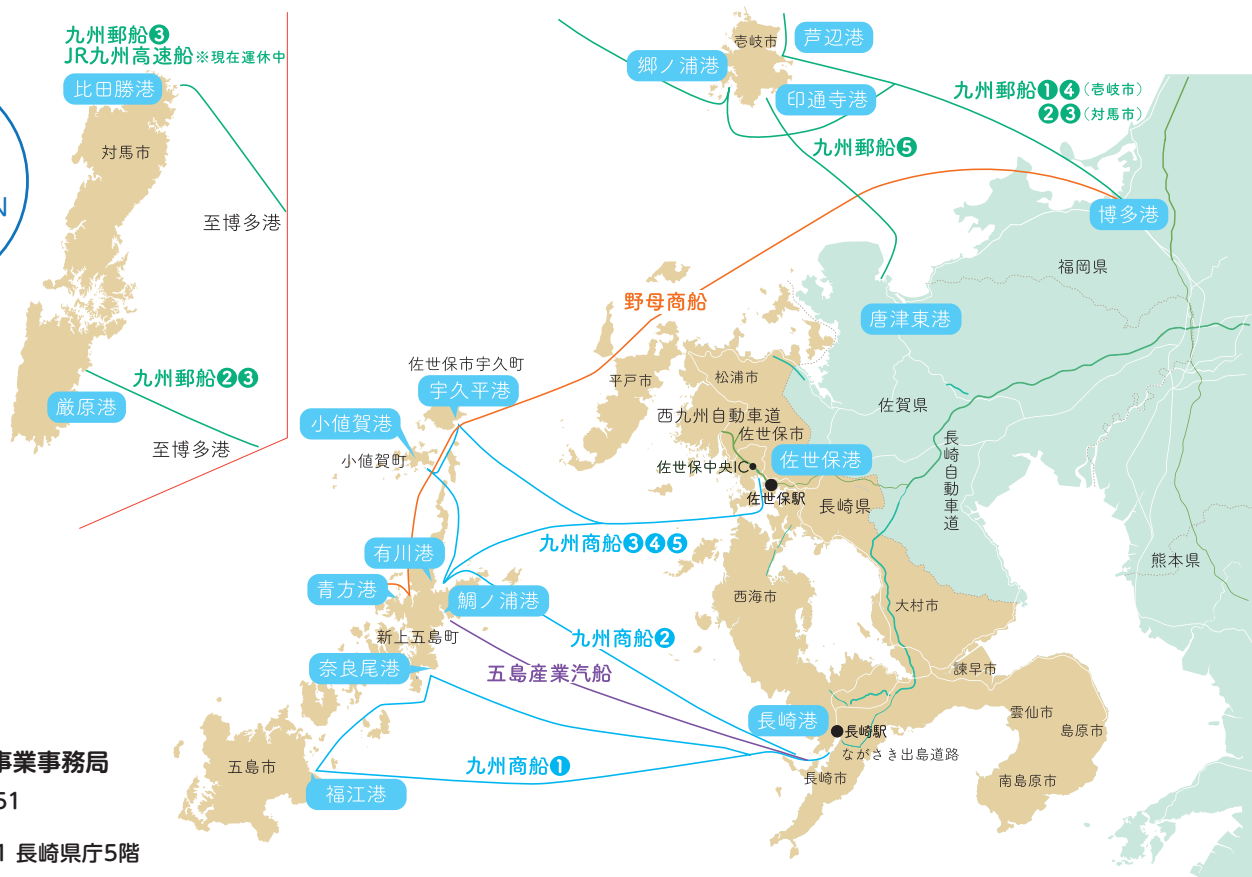 九州郵船❸
JR九州高速船※現在運休中
比田勝港
対馬市
至博多港
九州郵船❷❸
厳原港
至博多港
N
壱岐市
芦辺港
郷ノ浦港
印通寺港
九州郵船❶❹（壱岐市）
❷❸（対馬市）
九州郵船❺
博多港
福岡県
野母商船
唐津東港
佐世保市宇久町
宇久平港
平戸市
松浦市
佐賀県
小値賀港
小値賀町
西九州自動車道
佐世保市
佐世保港
佐世保中央IC
佐世保駅
長崎県
長崎自動車道
九州商船❸❹❺
有川港
青方港
鯛ノ浦港
新上五島町
西海市
大村市
熊本県
九州商船❷
奈良尾港
五島産業汽船
諫早市
長崎港
長崎駅
ながさき出島道路
長崎市
雲仙市
島原市
南島原市
九州商船❶
五島市
福江港
事業事務局
51
1 長崎県庁5階